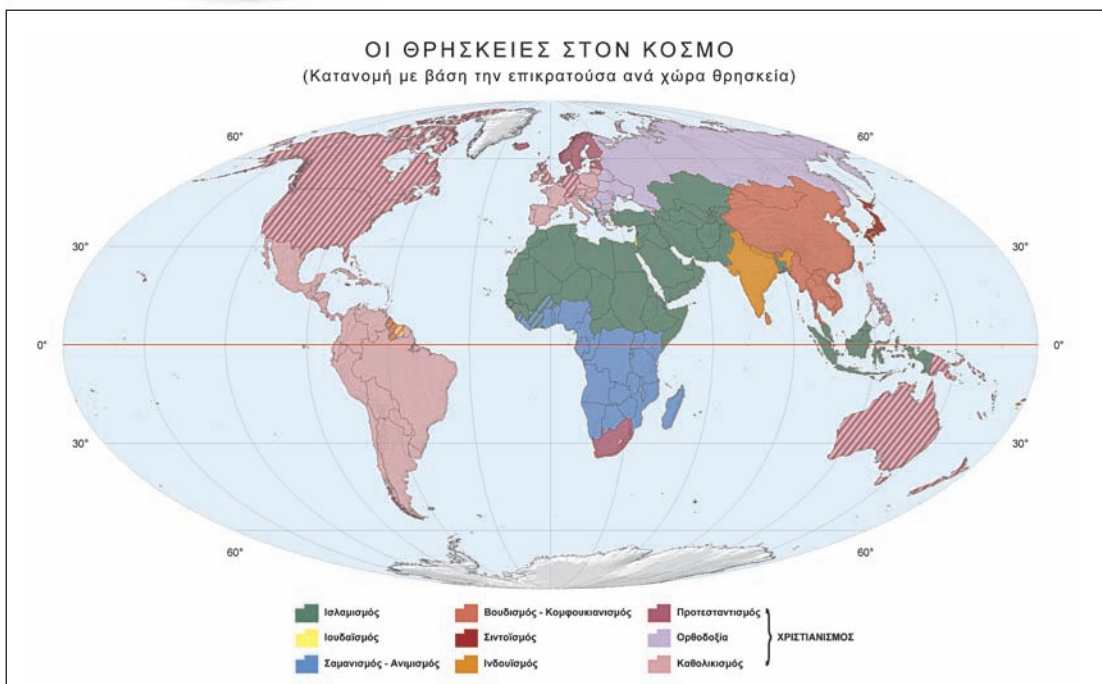 ΟΙ ΘΡΗΣΚΕΙΕΣ ΣΤΟΝ ΚΟΣΜΟ
(Κατανομή με βάση την επικρατούσα ανά χώρα θρησκεία)
60° 60°
30° 30°
0° 0°
30° 30°
60° 60°
Ισλαμισμός
Ιουδαϊσμός
Σαμανισμός - Ανιμισμός
Βουδισμός - Κομφουκιανισμός
Σιντοϊσμός
Ινδουϊσμός
Προτεσταντισμός
Ορθοδοξία
Καθολικισμός
ΧΡΙΣΤΙΑΝΙΣΜΟΣ